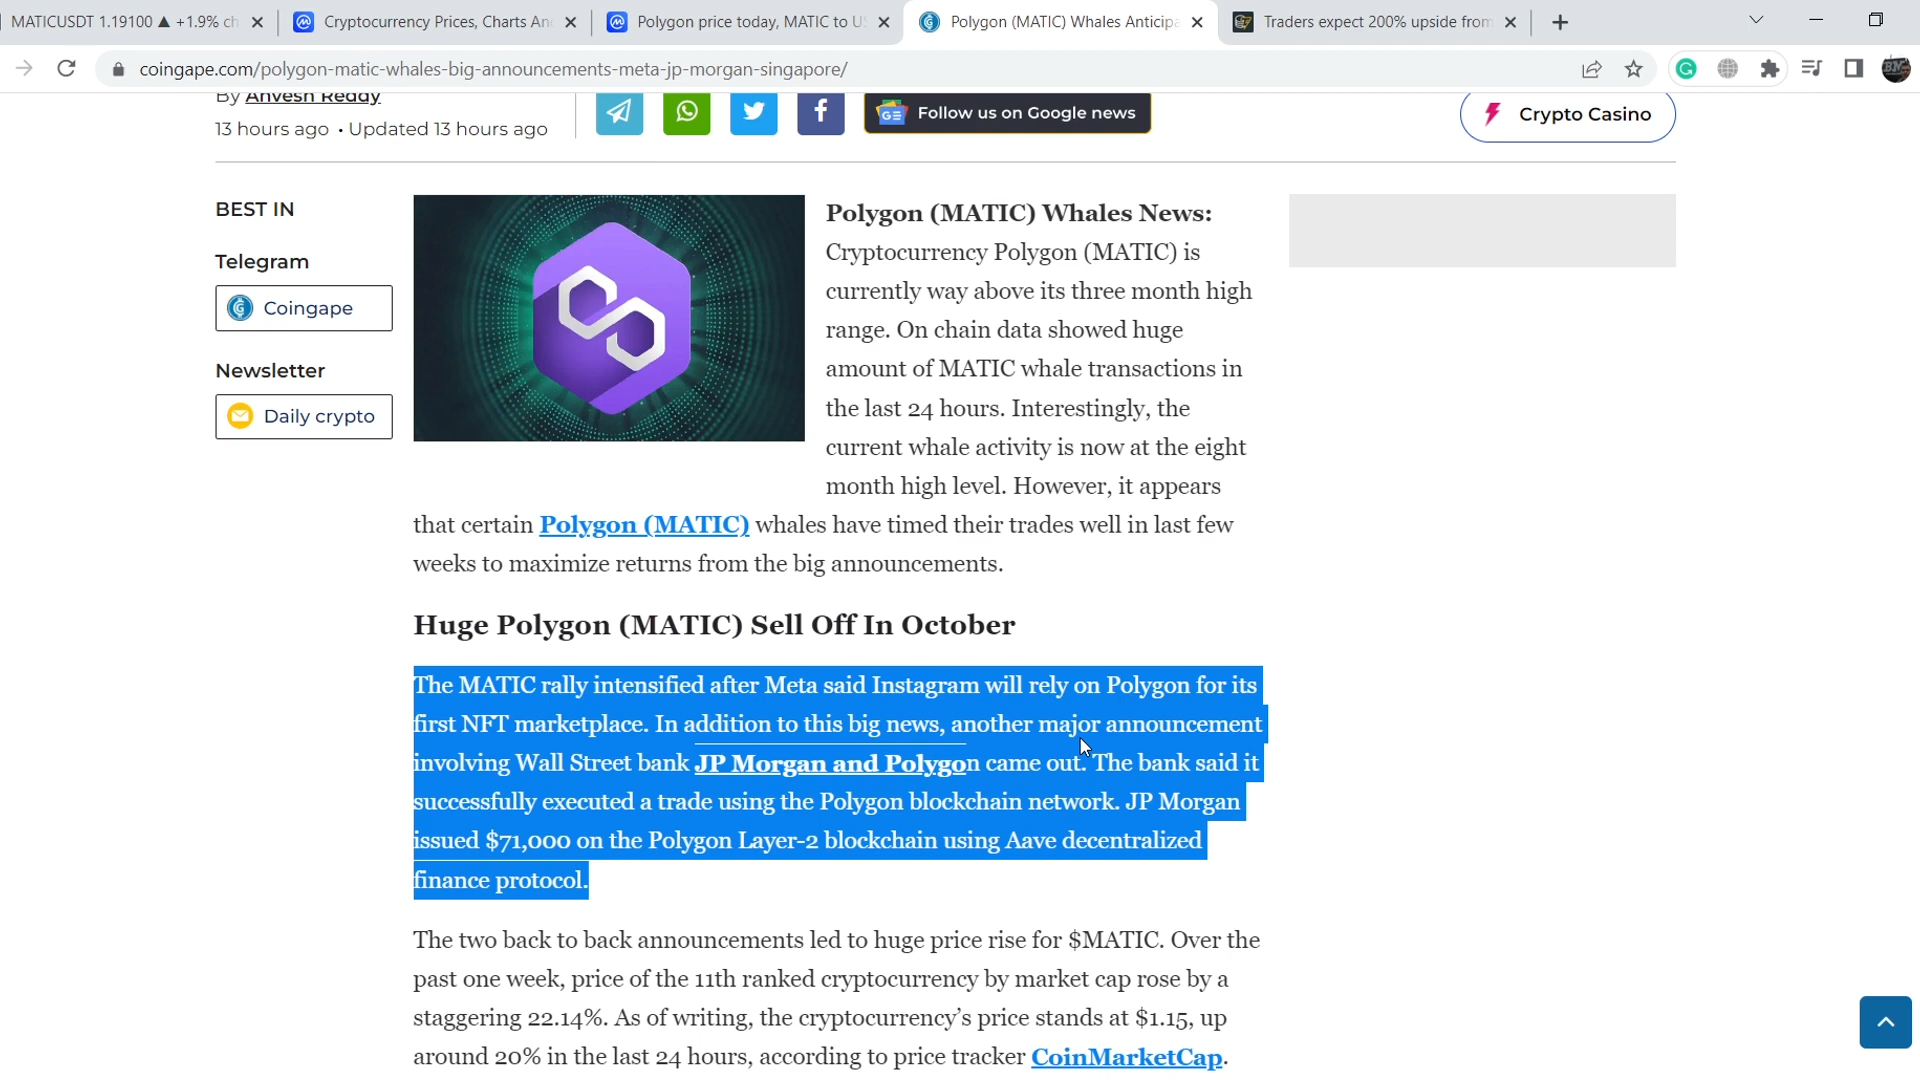 MATICUSDT 1.19100 ▲ +1.9% ch
Cryptocurrency Prices, Charts An
Polygon price today, MATIC to U
Polygon (MATIC) Whales Anticipa
Traders expect 200% upside from
coingape.com/polygon-matic-whales-big-announcements-meta-jp-morgan-singapore/
By Anvesh Reddy
13 hours ago • Updated 13 hours ago
Follow us on Google news
Crypto Casino
BEST IN
Telegram
Coingape
Newsletter
Daily crypto
Polygon (MATIC) Whales News:
Cryptocurrency Polygon (MATIC) is
currently way above its three month high
range. On chain data showed huge
amount of MATIC whale transactions in
the last 24 hours. Interestingly, the
current whale activity is now at the eight
month high level. However, it appears
that certain Polygon (MATIC) whales have timed their trades well in last few
weeks to maximize returns from the big announcements.
Huge Polygon (MATIC) Sell Off In October
The MATIC rally intensified after Meta said Instagram will rely on Polygon for its
first NFT marketplace. In addition to this big news, another major announcement
involving Wall Street bank JP Morgan and Polygon came out. The bank said it
successfully executed a trade using the Polygon blockchain network. JP Morgan
issued $71,000 on the Polygon Layer-2 blockchain using Aave decentralized
finance protocol.
The two back to back announcements led to huge price rise for $MATIC. Over the
past one week, price of the 11th ranked cryptocurrency by market cap rose by a
staggering 22.14%. As of writing, the cryptocurrency's price stands at $1.15, up
around 20% in the last 24 hours, according to price tracker CoinMarketCap.